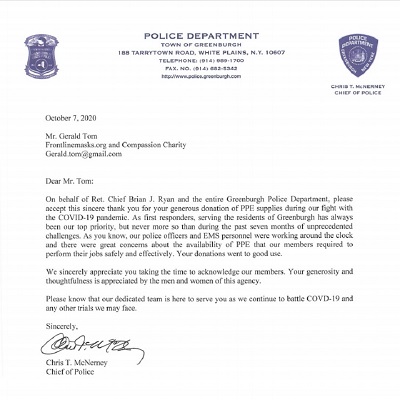 POLICE DEPARTMENT
TOWN OF GREENBURGH
188 TARRYTOWN ROAD, WHITE PLAINS, N.Y. 10607
TELEPHONE: (914) 989-1700
FAX. NO. (914) 662-5342
http://www.police.greenburgh.com
POLICE DEPARTMENT
CHRIS T. McNERNEY
CHIEF OF POLICE
October 7, 2020
Mr. Gerald Tom
Frontlinemasks.org and Compassion Charity
Gerald.tom@gmail.com
Dear Mr. Tom:
On behalf of Ret. Chief Brian J. Ryan and the entire Greenburgh Police Department, please
accept this sincere thank you for your generous donation of PPE supplies during our fight with
the COVID-19 pandemic. As first responders, serving the residents of Greenburgh has always
been our top priority, but never more so than during the past seven months of unprecedented
challenges. As you know, our police officers and EMS personnel were working around the clock
and there were great concerns about the availability of PPE that our members required to
perform their jobs safely and effectively. Your donations went to good use.
We sincerely appreciate you taking the time to acknowledge our members. Your generosity and
thoughtfulness is appreciated by the men and women of this agency.
Please know that our dedicated team is here to serve you as we continue to battle COVD-19 and
any other trials we may face.
Sincerely,
Chris T. McNerney
Chief of Police